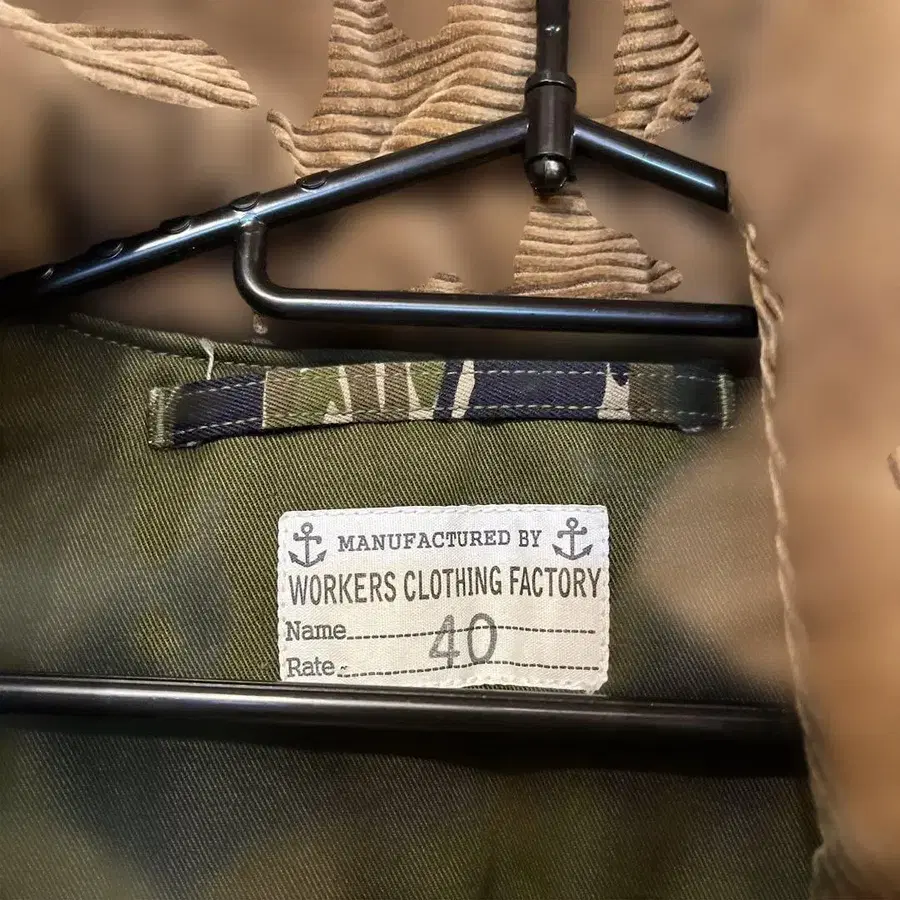 MANUFACTURED BY
WORKERS CLOTHING FACTORY
Name
40
Rate